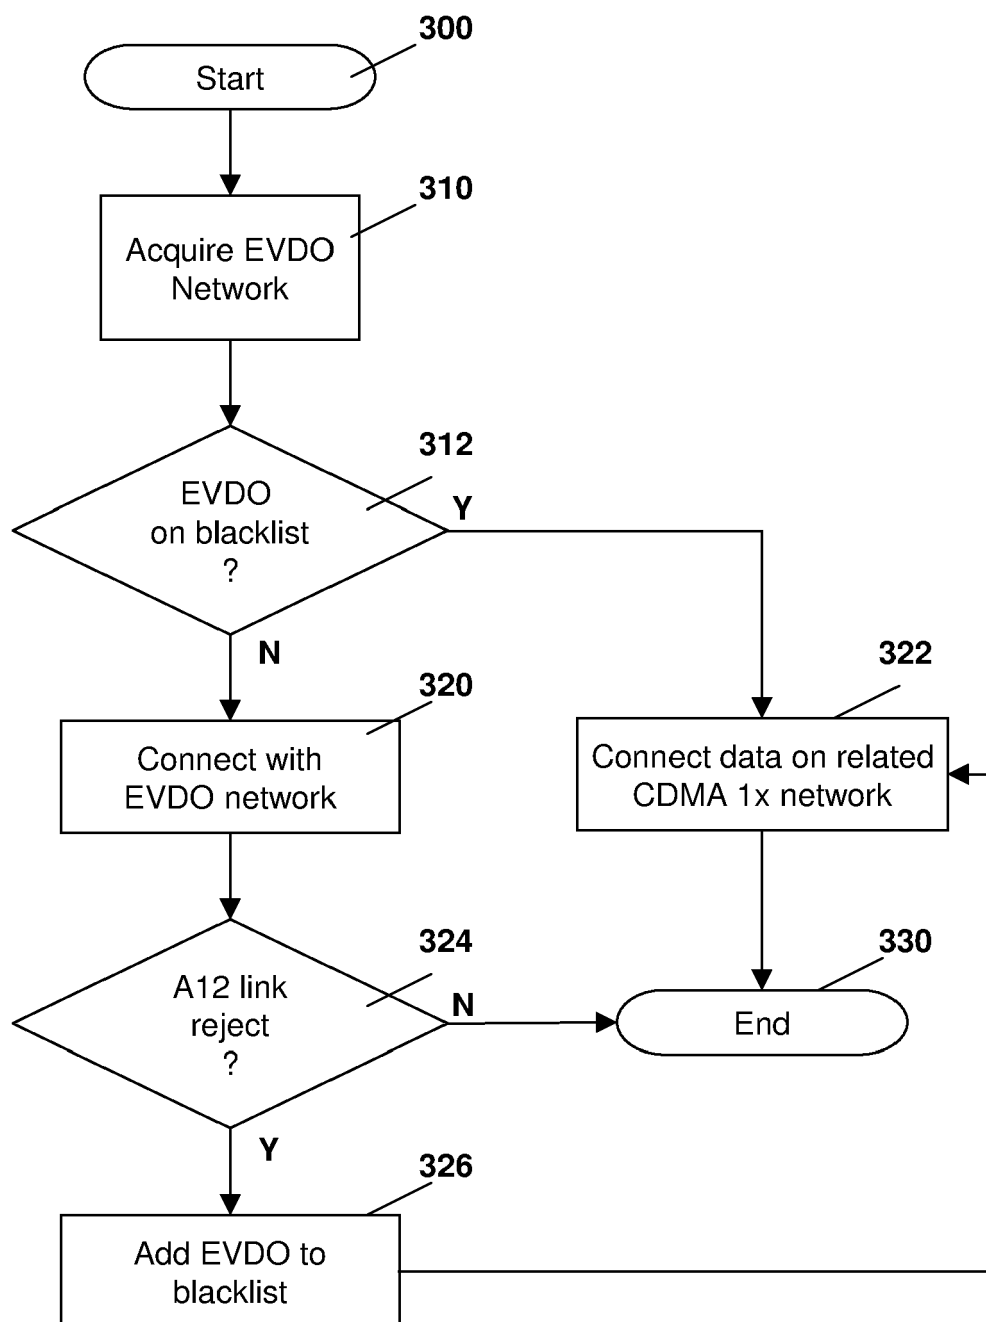 300
Start
310
Acquire EVDO
Network
312
EVDO
on blacklist
?
Y
N
322
320
Connect with
EVDO network
Connect data on related
CDMA 1x network
324
A12 link
reject
?
N
330
End
Y
326
Add EVDO to
blacklist